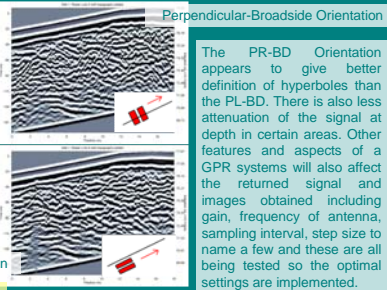 Perpendicular-Broadside Orientation
The PR-BD Orientation
appears to give better
definition of hyperboles than
the PL-BD. There is also less
attenuation of the signal at
depth in certain areas. Other
features and aspects of a
GPR systems will also affect
the returned signal and
images obtained including
gain, frequency of antenna,
sampling interval, step size to
name a few and these are all
being tested so the optimal
settings are implemented.
n